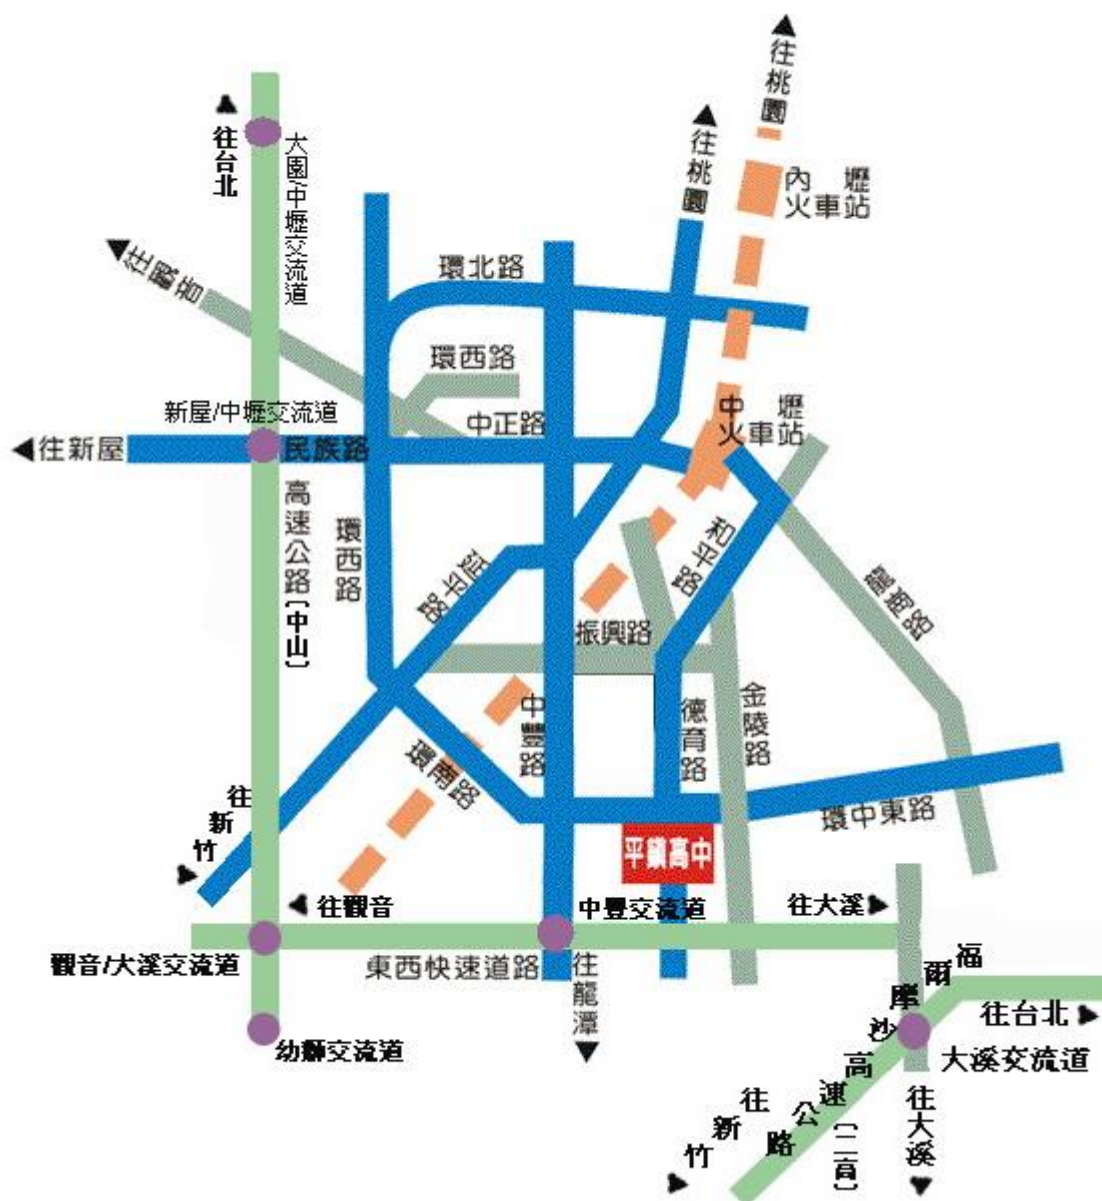 往桃園
往桃園
內壢
火車站
往台北
大園/中壢交流道
往觀音
環北路
環西路
中正路
新屋/中壢交流道
往新屋
民族路
中壢
火車站
高速公路〔中山〕
環西路
延平路
和平路
龍岡路
振興路
中豐路
德育路
金陵路
環南路
環中東路
往新竹
平鎮高中
往觀音
中豐交流道
往大溪
觀音/大溪交流道
東西快速道路
往龍潭
幼獅交流道
福爾摩沙高速公路〔二高〕
往台北
大溪交流道
往新竹
往大溪